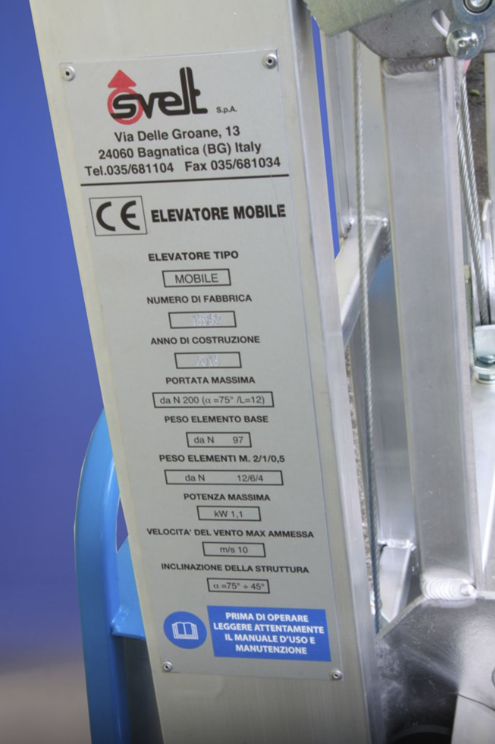 svelt S.p.A.
Via Delle Groane, 13
24060 Bagnatica (BG) Italy
Tel.035/681104 Fax 035/681034
CE ELEVATORE MOBILE
ELEVATORE TIPO
MOBILE
NUMERO DI FABBRICA
ANNO DI COSTRUZIONE
PORTATA MASSIMA
da N 200 (α =75° /L=12)
PESO ELEMENTO BASE
da N 97
PESO ELEMENTI M. 2/1/0,5
da N 12/6/4
POTENZA MASSIMA
kW 1,1
VELOCITA' DEL VENTO MAX AMMESSA
m/s 10
INCLINAZIONE DELLA STRUTTURA
α =75° ÷ 45°
PRIMA DI OPERARE
LEGGERE ATTENTAMENTE
IL MANUALE D'USO E
MANUTENZIONE